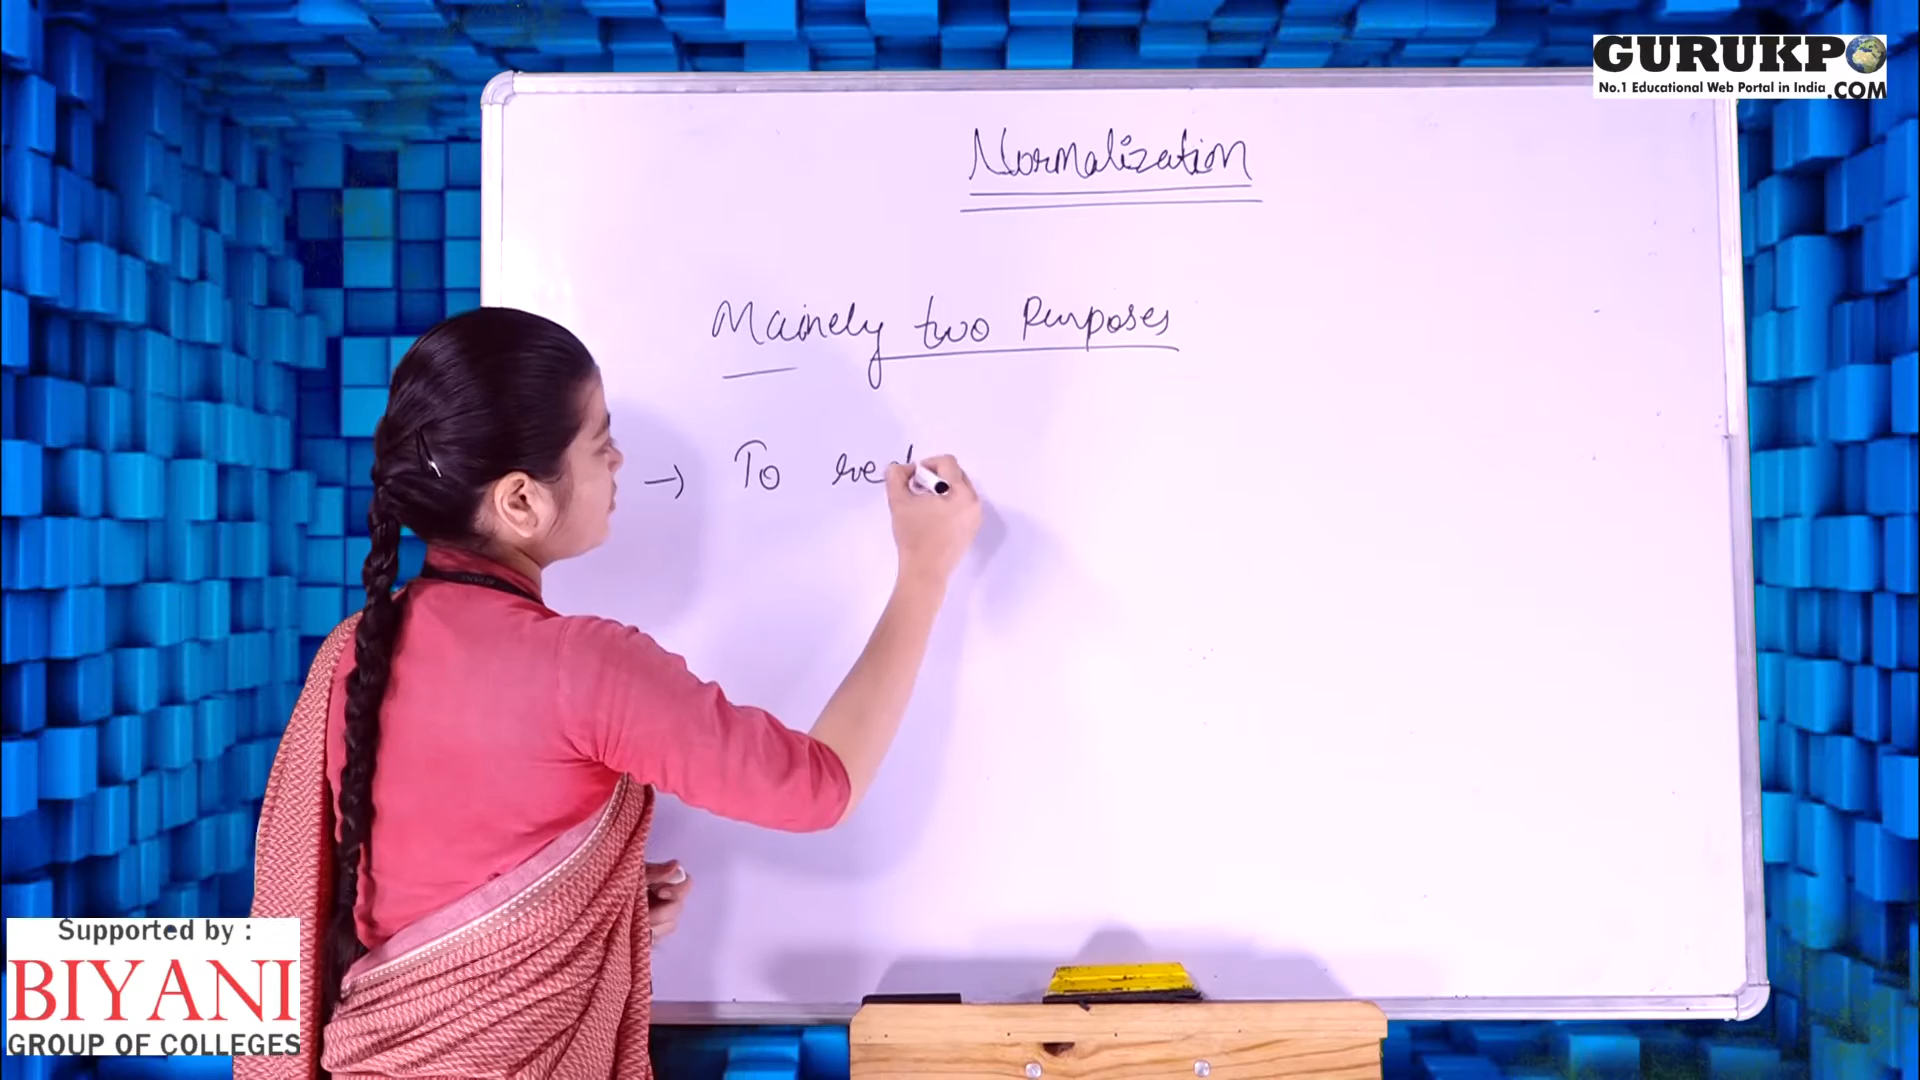 GURUKPO
No.1 Educational Web Portal in India .COM
Normalization
Mainely two Purposes
→ To red
Supported by :
BIYANI
GROUP OF COLLEGES